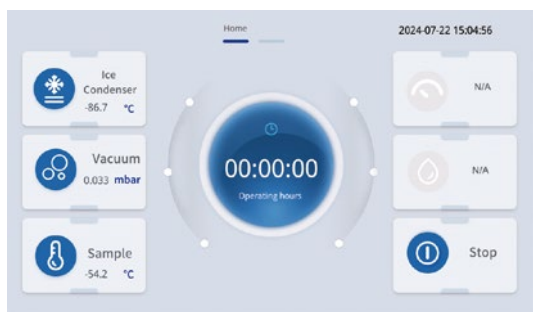 Home
2024-07-22 15:04:56
Ice
Condenser
-86.7 °C
Vacuum
0.033 mbar
Sample
-54.2 °C
00:00:00
Operating hours
N/A
N/A
Stop